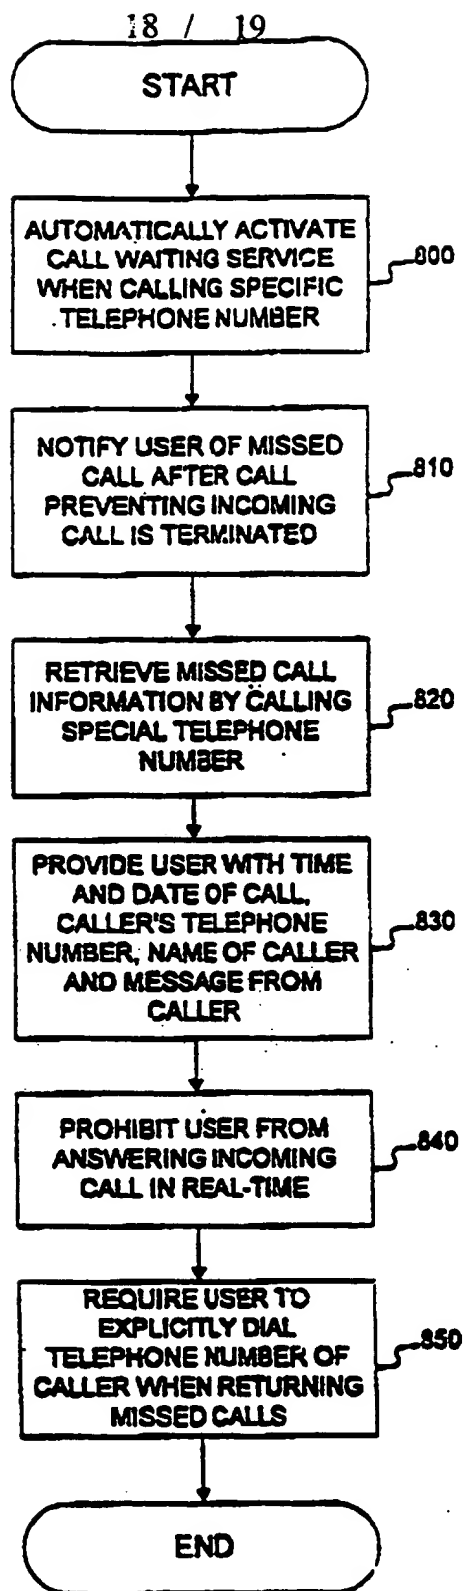 18 / 19
START
AUTOMATICALLY ACTIVATE
CALL WAITING SERVICE
WHEN CALLING SPECIFIC
TELEPHONE NUMBER
800
NOTIFY USER OF MISSED
CALL AFTER CALL
PREVENTING INCOMING
CALL IS TERMINATED
810
RETRIEVE MISSED CALL
INFORMATION BY CALLING
SPECIAL TELEPHONE
NUMBER
820
PROVIDE USER WITH TIME
AND DATE OF CALL,
CALLER'S TELEPHONE
NUMBER, NAME OF CALLER
AND MESSAGE FROM
CALLER
830
PROHIBIT USER FROM
ANSWERING INCOMING
CALL IN REAL-TIME
840
REQUIRE USER TO
EXPLICITLY DIAL
TELEPHONE NUMBER OF
CALLER WHEN RETURNING
MISSED CALLS
850
END